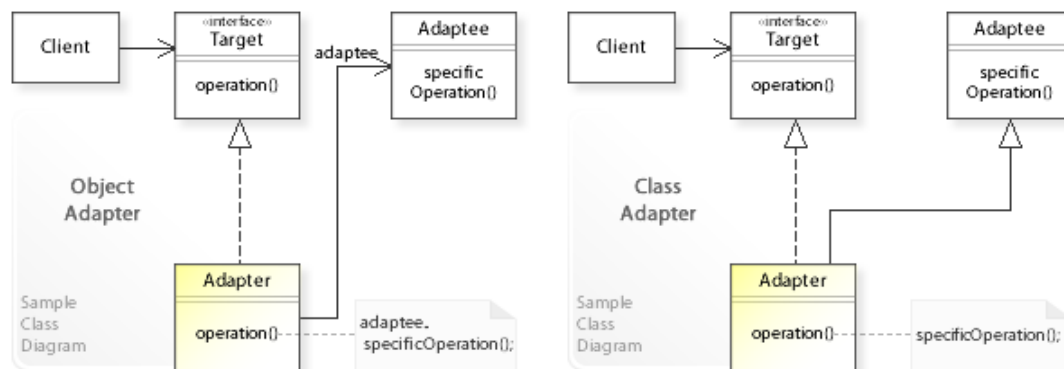 Client
«interface»
Target
operation()
adaptee
Adaptee
specific
Operation()
Object
Adapter
Adapter
operation()
adaptee.
specificOperation();
Sample
Class
Diagram
Client
«interface»
Target
operation()
Adaptee
specific
Operation()
Class
Adapter
Adapter
operation()
specificOperation();
Sample
Class
Diagram